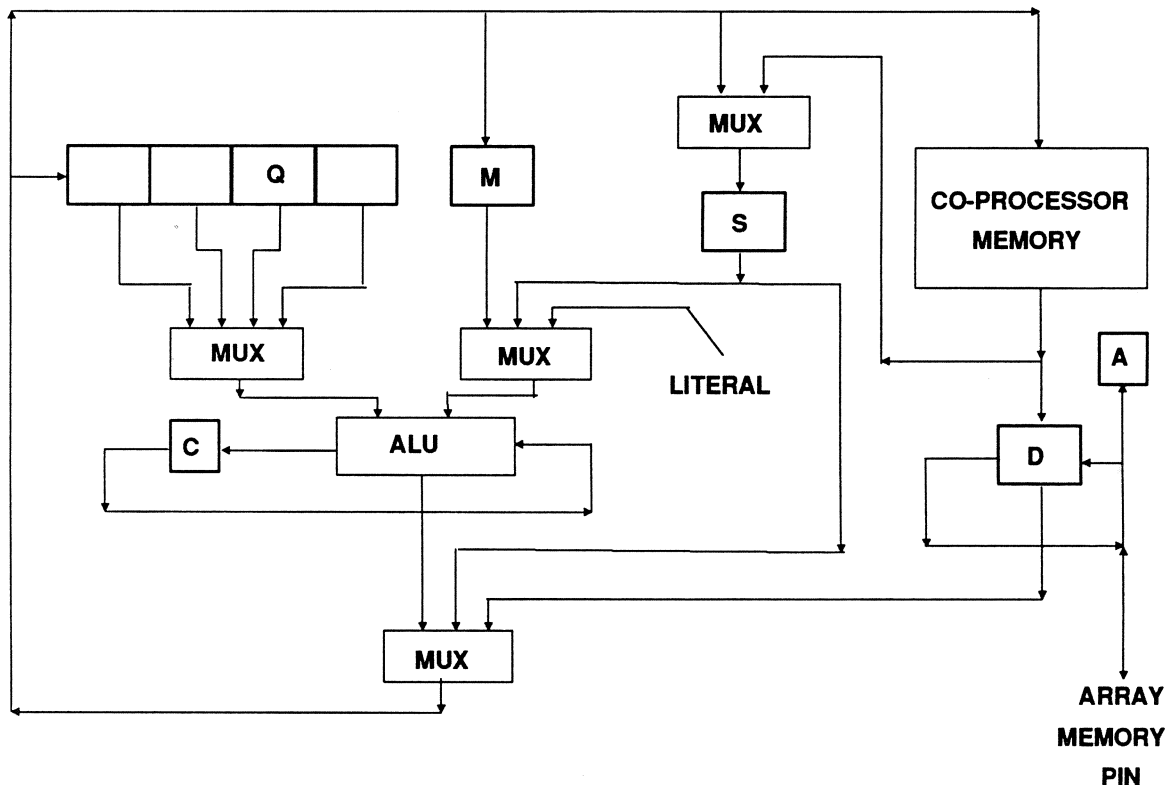 MUX
Q
M
CO-PROCESSOR
MEMORY
S
MUX
MUX
A
LITERAL
C
ALU
D
MUX
ARRAY
MEMORY
PIN